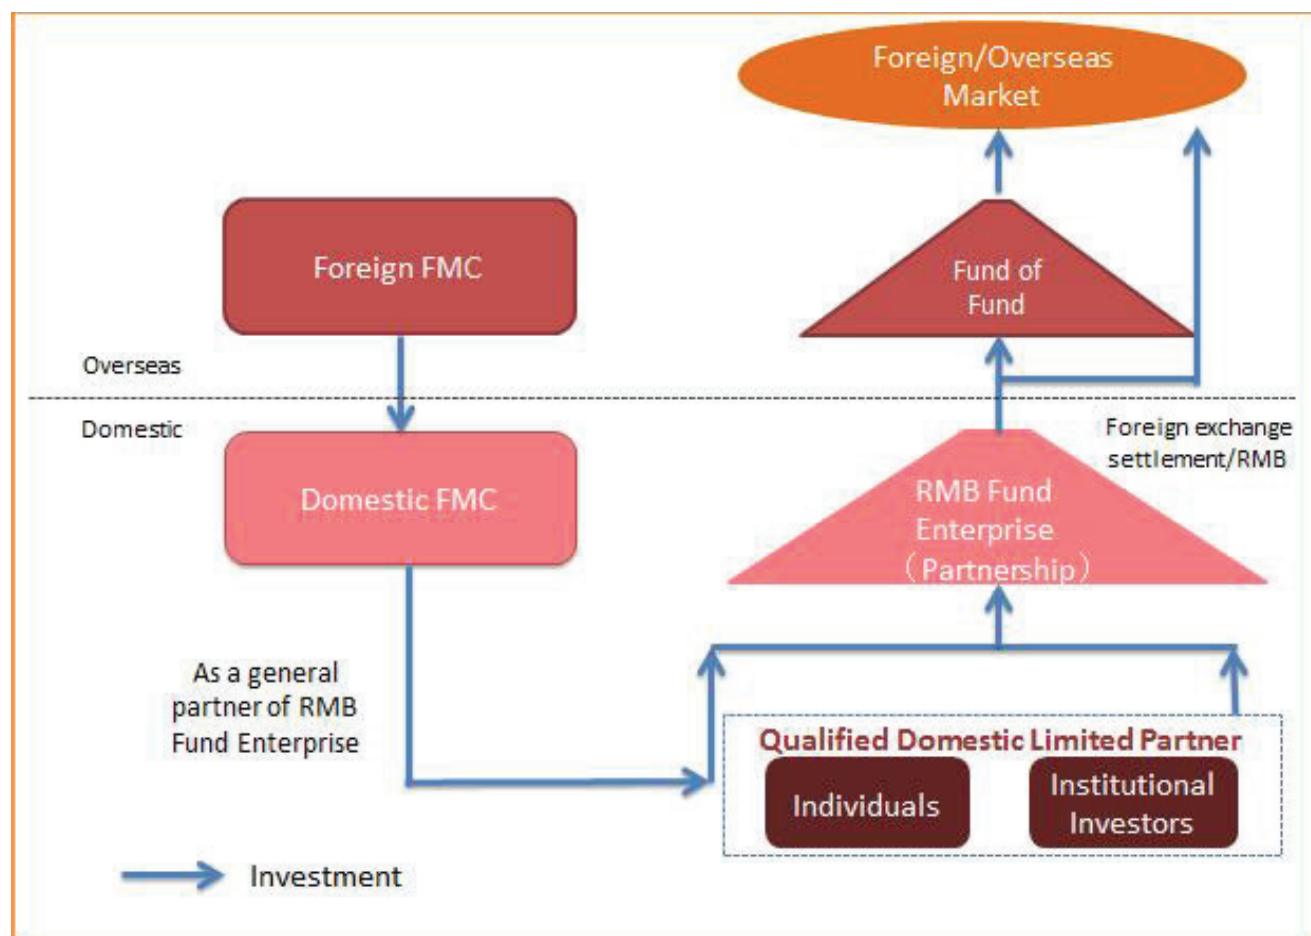 Foreign/Overseas
Market
Foreign FMC
Fund of
Fund
Overseas
Domestic
Foreign exchange
settlement/RMB
Domestic FMC
RMB Fund
Enterprise
（Partnership）
As a general
partner of RMB
Fund Enterprise
Qualified Domestic Limited Partner
Individuals
Institutional
Investors
Investment